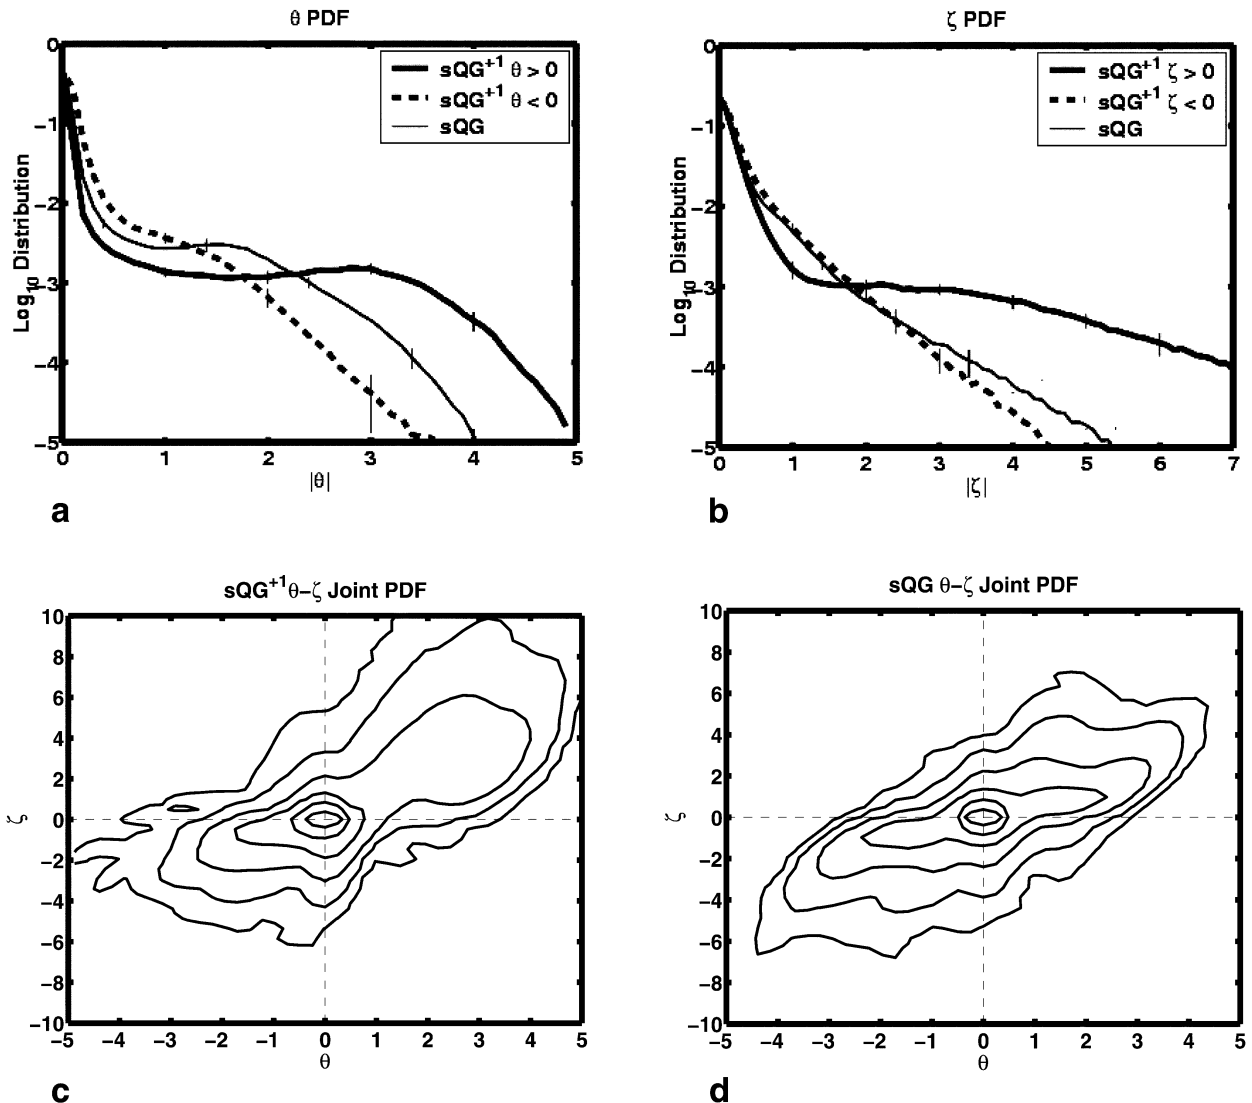 θ PDF
sQG+1 θ > 0
sQG+1 θ < 0
sQG
Log10 Distribution
0
−1
−2
−3
−4
−5
0 1 2 3 4 5
|θ|
a
ζ PDF
sQG+1 ζ > 0
sQG+1 ζ < 0
sQG
Log10 Distribution
0
−1
−2
−3
−4
−5
0 1 2 3 4 5 6 7
|ζ|
b
sQG+1 θ−ζ Joint PDF
ζ
10
8
6
4
2
0
−2
−4
−6
−8
−10
−5 −4 −3 −2 −1 0 1 2 3 4 5
θ
c
sQG θ−ζ Joint PDF
ζ
10
8
6
4
2
0
−2
−4
−6
−8
−10
−5 −4 −3 −2 −1 0 1 2 3 4 5
θ
d